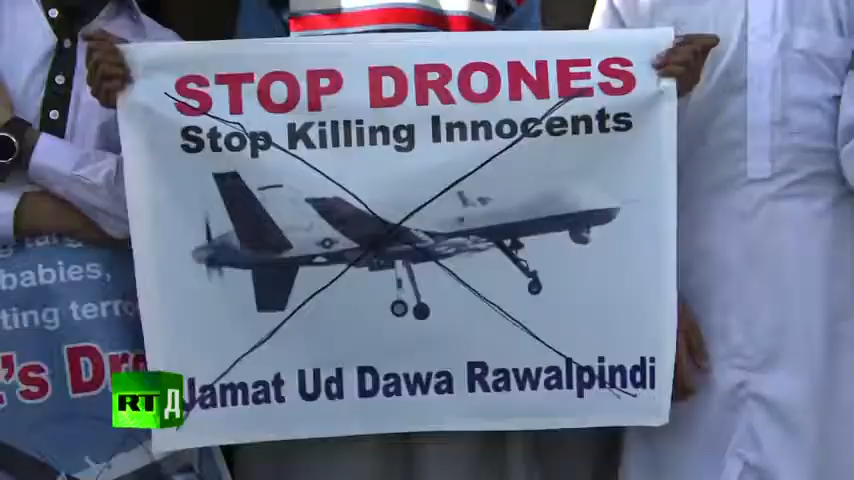 STOP DRONES
Stop Killing Innocents
Jamat Ud Dawa Rawalpindi
babies,
RT Д